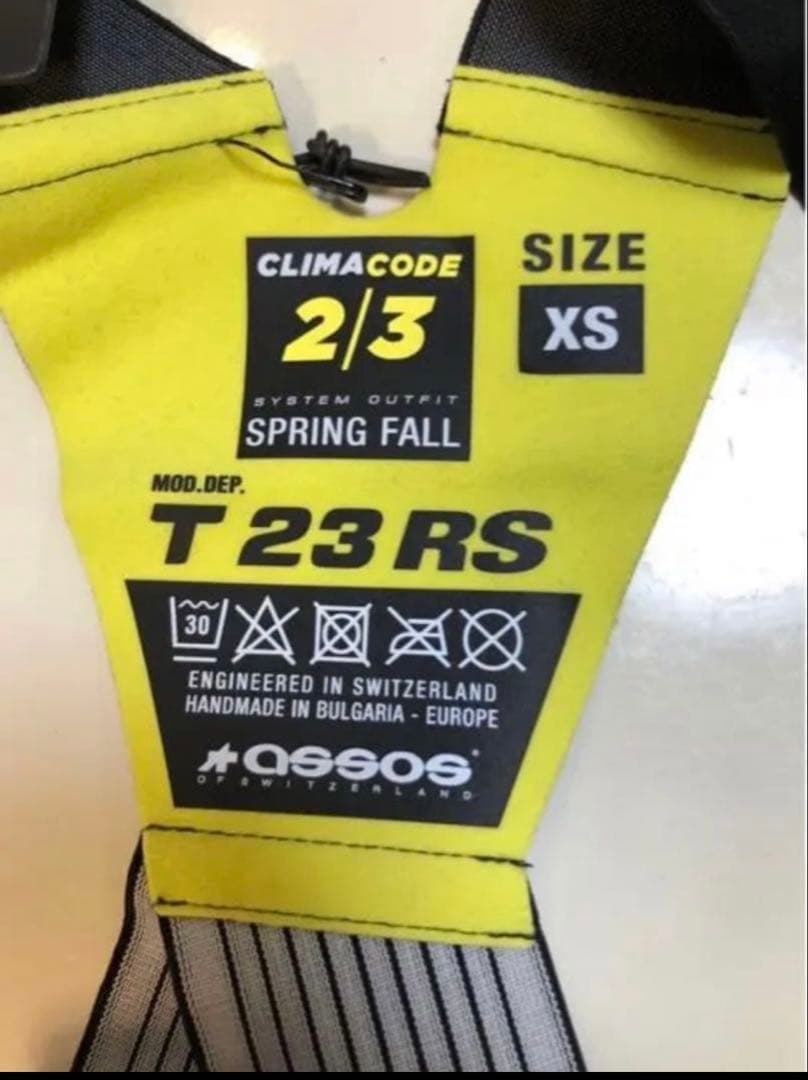 CLIMACODE
2/3
SYSTEM OUTFIT
SPRING FALL
SIZE
XS
MOD.DEP.
T 23 RS
30
ENGINEERED IN SWITZERLAND
HANDMADE IN BULGARIA - EUROPE
assos
OF SWITZERLAND